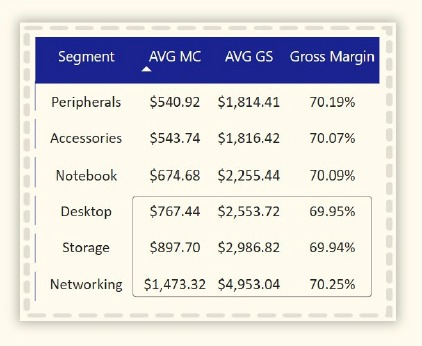 Segment AVG MC AVG GS Gross Margin
Peripherals $540.92 $1,814.41 70.19%
Accessories $543.74 $1,816.42 70.07%
Notebook $674.68 $2,255.44 70.09%
Desktop $767.44 $2,553.72 69.95%
Storage $897.70 $2,986.82 69.94%
Networking $1,473.32 $4,953.04 70.25%